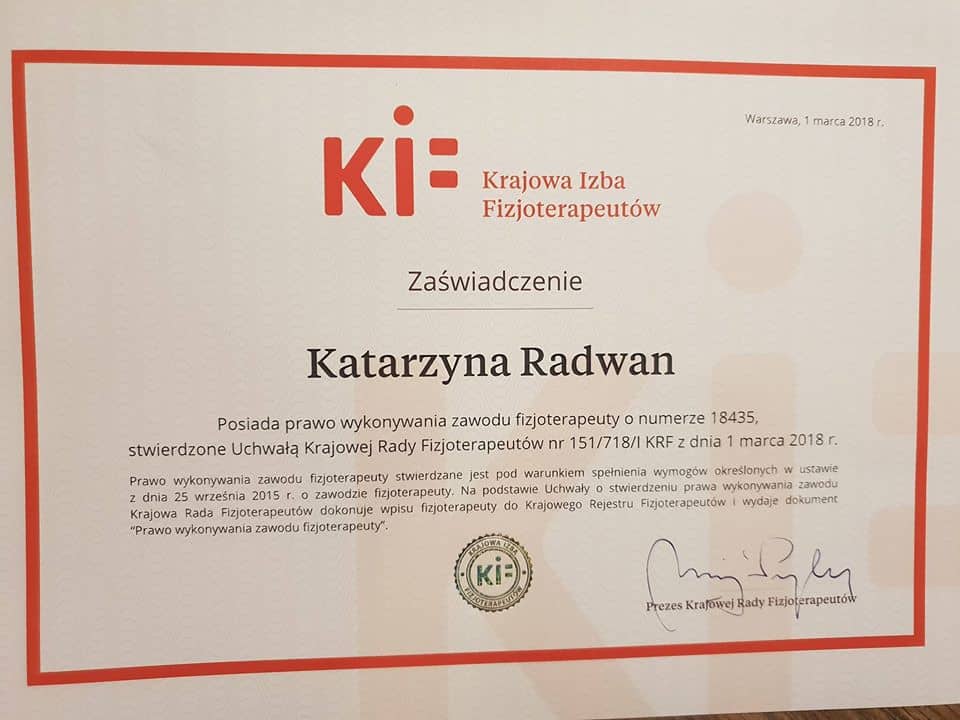 Warszawa, 1 marca 2018 r.
KiF
Krajowa Izba
Fizjoterapeutów
Zaświadczenie
Katarzyna Radwan
Posiada prawo wykonywania zawodu fizjoterapeuty o numerze 18435,
stwierdzone Uchwałą Krajowej Rady Fizjoterapeutów nr 151/718/I KRF z dnia 1 marca 2018 r.
Prawo wykonywania zawodu fizjoterapeuty stwierdzane jest pod warunkiem spełnienia wymogów określonych w ustawie
z dnia 25 września 2015 r. o zawodzie fizjoterapeuty. Na podstawie Uchwały o stwierdzeniu prawa wykonywania zawodu
Krajowa Rada Fizjoterapeutów dokonuje wpisu fizjoterapeuty do Krajowego Rejestru Fizjoterapeutów i wydaje dokument
“Prawo wykonywania zawodu fizjoterapeuty”.
KRAJOWA IZBA
KiF
FIZJOTERAPEUTÓW
Prezes Krajowej Rady Fizjoterapeutów